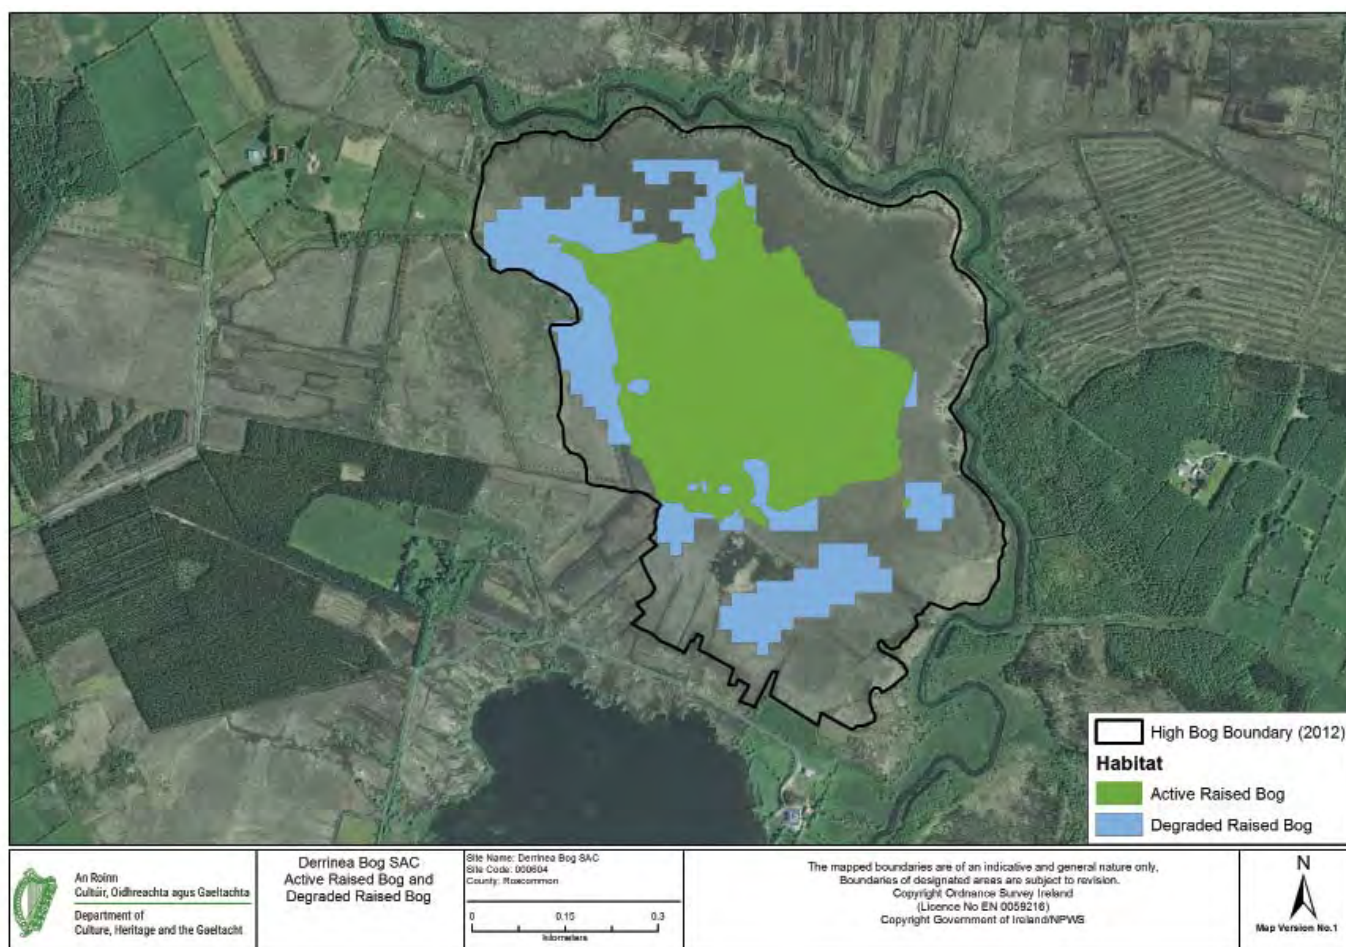 High Bog Boundary (2012)
Habitat
Active Raised Bog
Degraded Raised Bog
An Roinn
Cultúir, Oidhreachta agus Gaeltachta
Department of
Culture, Heritage and the Gaeltacht
Derrinea Bog SAC
Active Raised Bog and
Degraded Raised Bog
Site Name: Derrinea Bog SAC
Site Code: 000604
County: Roscommon
0 0.15 0.3
kilometers
The mapped boundaries are of an indicative and general nature only,
Boundaries of designated areas are subject to revision.
Copyright Ordnance Survey Ireland
(Licence No EN 0059216)
Copyright Government of Ireland/NPWS
N
Map Version No.1